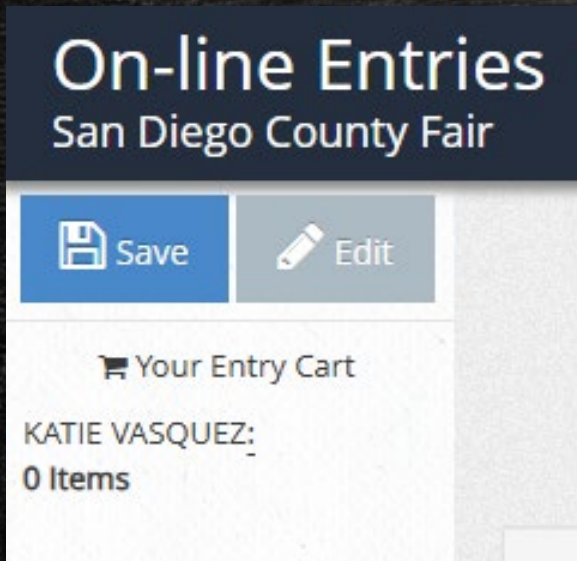 On-line Entries
San Diego County Fair
Save
Edit
Your Entry Cart
KATIE VASQUEZ:
0 Items